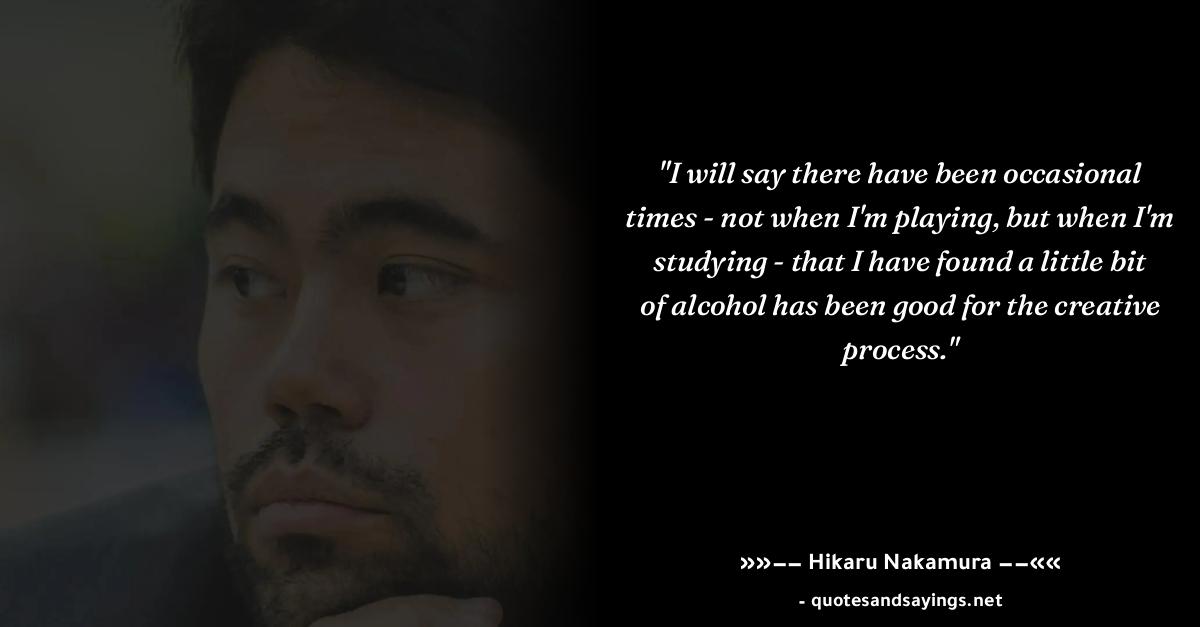 "I will say there have been occasional
times - not when I'm playing, but when I'm
studying - that I have found a little bit
of alcohol has been good for the creative
process."
»»–– Hikaru Nakamura ––««
- quotesandsayings.net